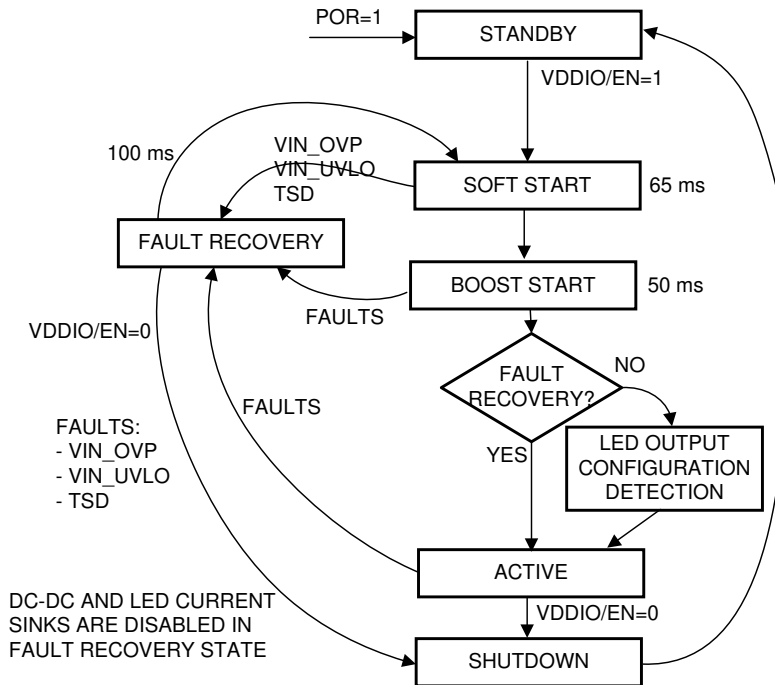 POR=1
STANDBY
VDDIO/EN=1
100 ms
VIN_OVP
VIN_UVLO
TSD
SOFT START
65 ms
FAULT RECOVERY
BOOST START
50 ms
FAULTS
VDDIO/EN=0
FAULT
RECOVERY?
NO
FAULTS
YES
FAULTS:
- VIN_OVP
- VIN_UVLO
- TSD
LED OUTPUT
CONFIGURATION
DETECTION
ACTIVE
VDDIO/EN=0
DC-DC AND LED CURRENT
SINKS ARE DISABLED IN
FAULT RECOVERY STATE
SHUTDOWN